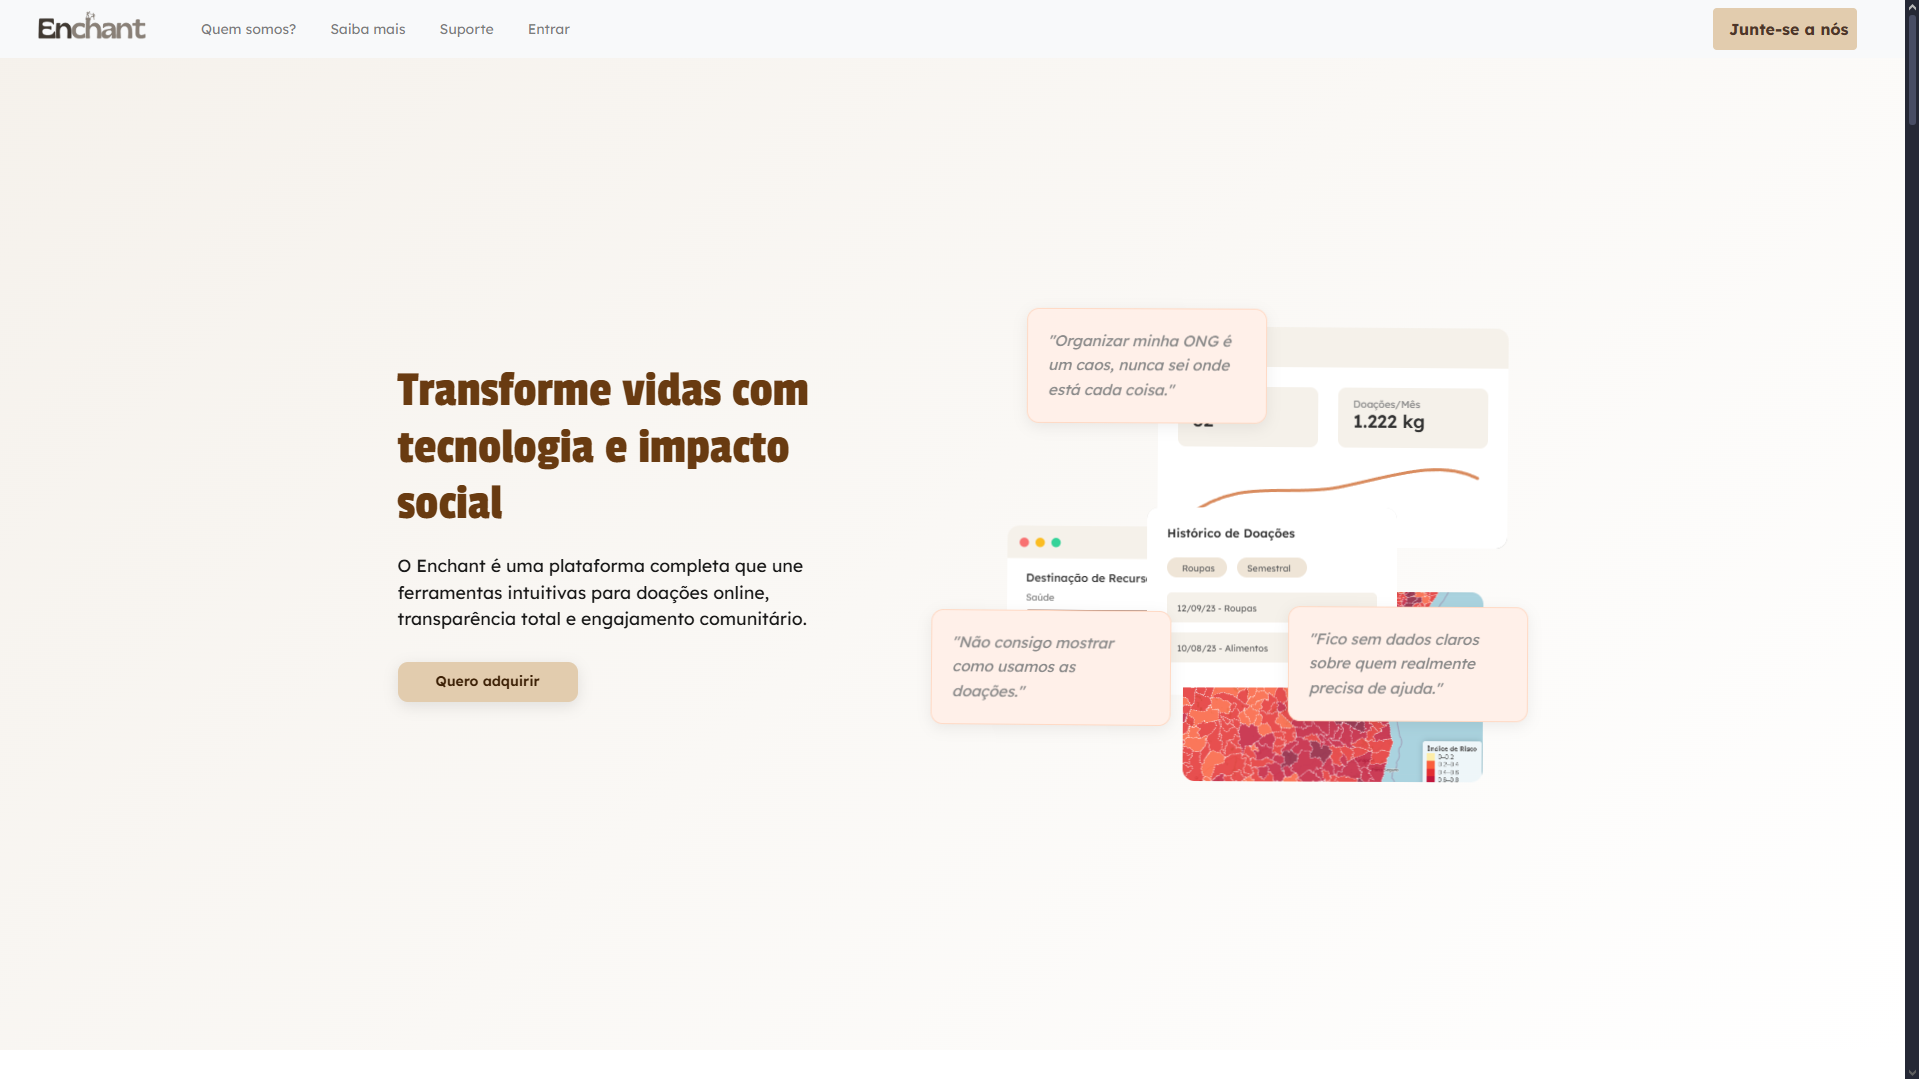 Enchant
Quem somos?
Saiba mais
Suporte
Entrar
Junte-se a nós
Transforme vidas com
tecnologia e impacto
social
O Enchant é uma plataforma completa que une
ferramentas intuitivas para doações online,
transparência total e engajamento comunitário.
Quero adquirir
"Organizar minha ONG é
um caos, nunca sei onde
está cada coisa."
Doações/Mês
1.222 kg
Histórico de Doações
Roupas
Semestral
12/09/23 - Roupas
10/08/23 - Alimentos
Destinação de Recurs
Saúde
"Não consigo mostrar
como usamos as
doações."
"Fico sem dados claros
sobre quem realmente
precisa de ajuda."
Índice de Risco